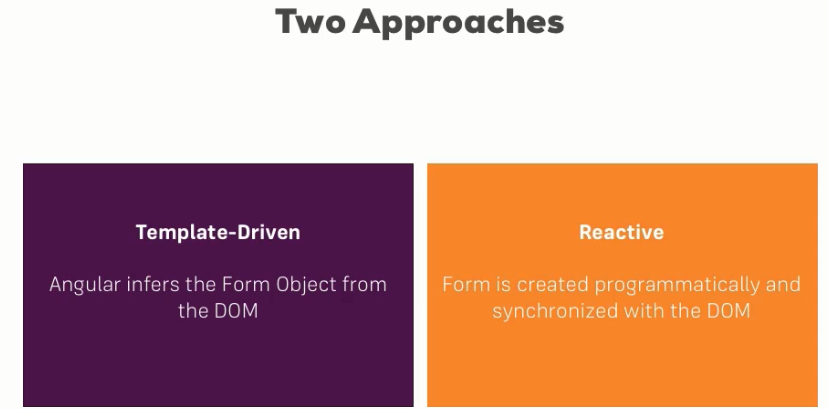 Two Approaches
Template-Driven
Angular infers the Form Object from
the DOM
Reactive
Form is created programmatically and
synchronized with the DOM